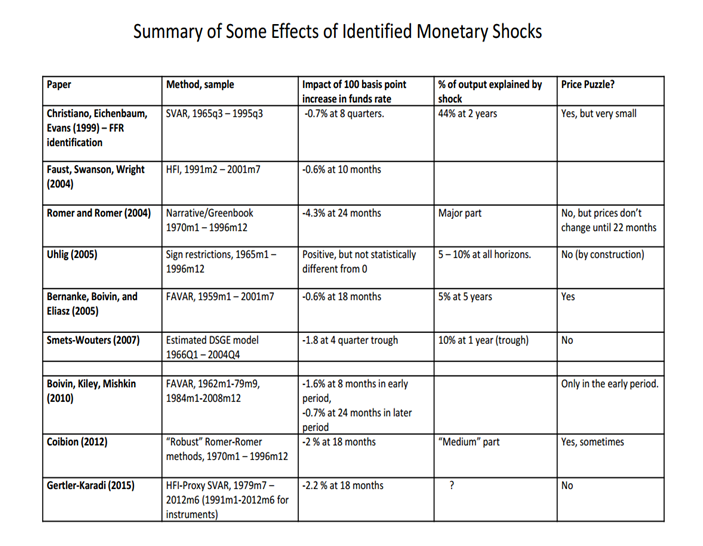 Summary of Some Effects of Identified Monetary Shocks
Paper Method, sample Impact of 100 basis point increase in funds rate % of output explained by shock Price Puzzle?
Christiano, Eichenbaum, Evans (1999) – FFR identification SVAR, 1965q3 – 1995q3 -0.7% at 8 quarters. 44% at 2 years Yes, but very small
Faust, Swanson, Wright (2004) HFI, 1991m2 – 2001m7 -0.6% at 10 months
Romer and Romer (2004) Narrative/Greenbook 1970m1 – 1996m12 -4.3% at 24 months Major part No, but prices don't change until 22 months
Uhlig (2005) Sign restrictions, 1965m1 – 1996m12 Positive, but not statistically different from 0 5 – 10% at all horizons. No (by construction)
Bernanke, Boivin, and Eliasz (2005) FAVAR, 1959m1 – 2001m7 -0.6% at 18 months 5% at 5 years Yes
Smets-Wouters (2007) Estimated DSGE model 1966Q1 – 2004Q4 -1.8 at 4 quarter trough 10% at 1 year (trough) No
Boivin, Kiley, Mishkin (2010) FAVAR, 1962m1-79m9, 1984m1-2008m12 -1.6% at 8 months in early period, -0.7% at 24 months in later period Only in the early period.
Coibion (2012) “Robust” Romer-Romer methods, 1970m1 – 1996m12 -2 % at 18 months “Medium” part Yes, sometimes
Gertler-Karadi (2015) HFI-Proxy SVAR, 1979m7 – 2012m6 (1991m1-2012m6 for instruments) -2.2 % at 18 months ? No